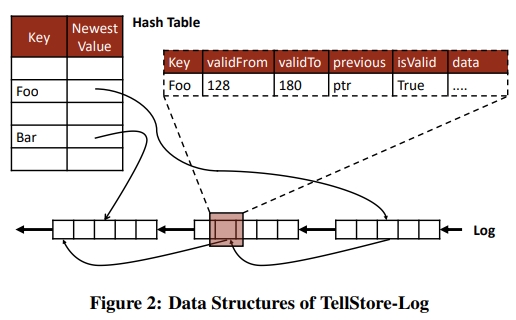 Hash Table
Key Newest Value
Foo
Bar
Key validFrom validTo previous isValid data
Foo 128 180 ptr True ....
Log
Figure 2: Data Structures of TellStore-Log